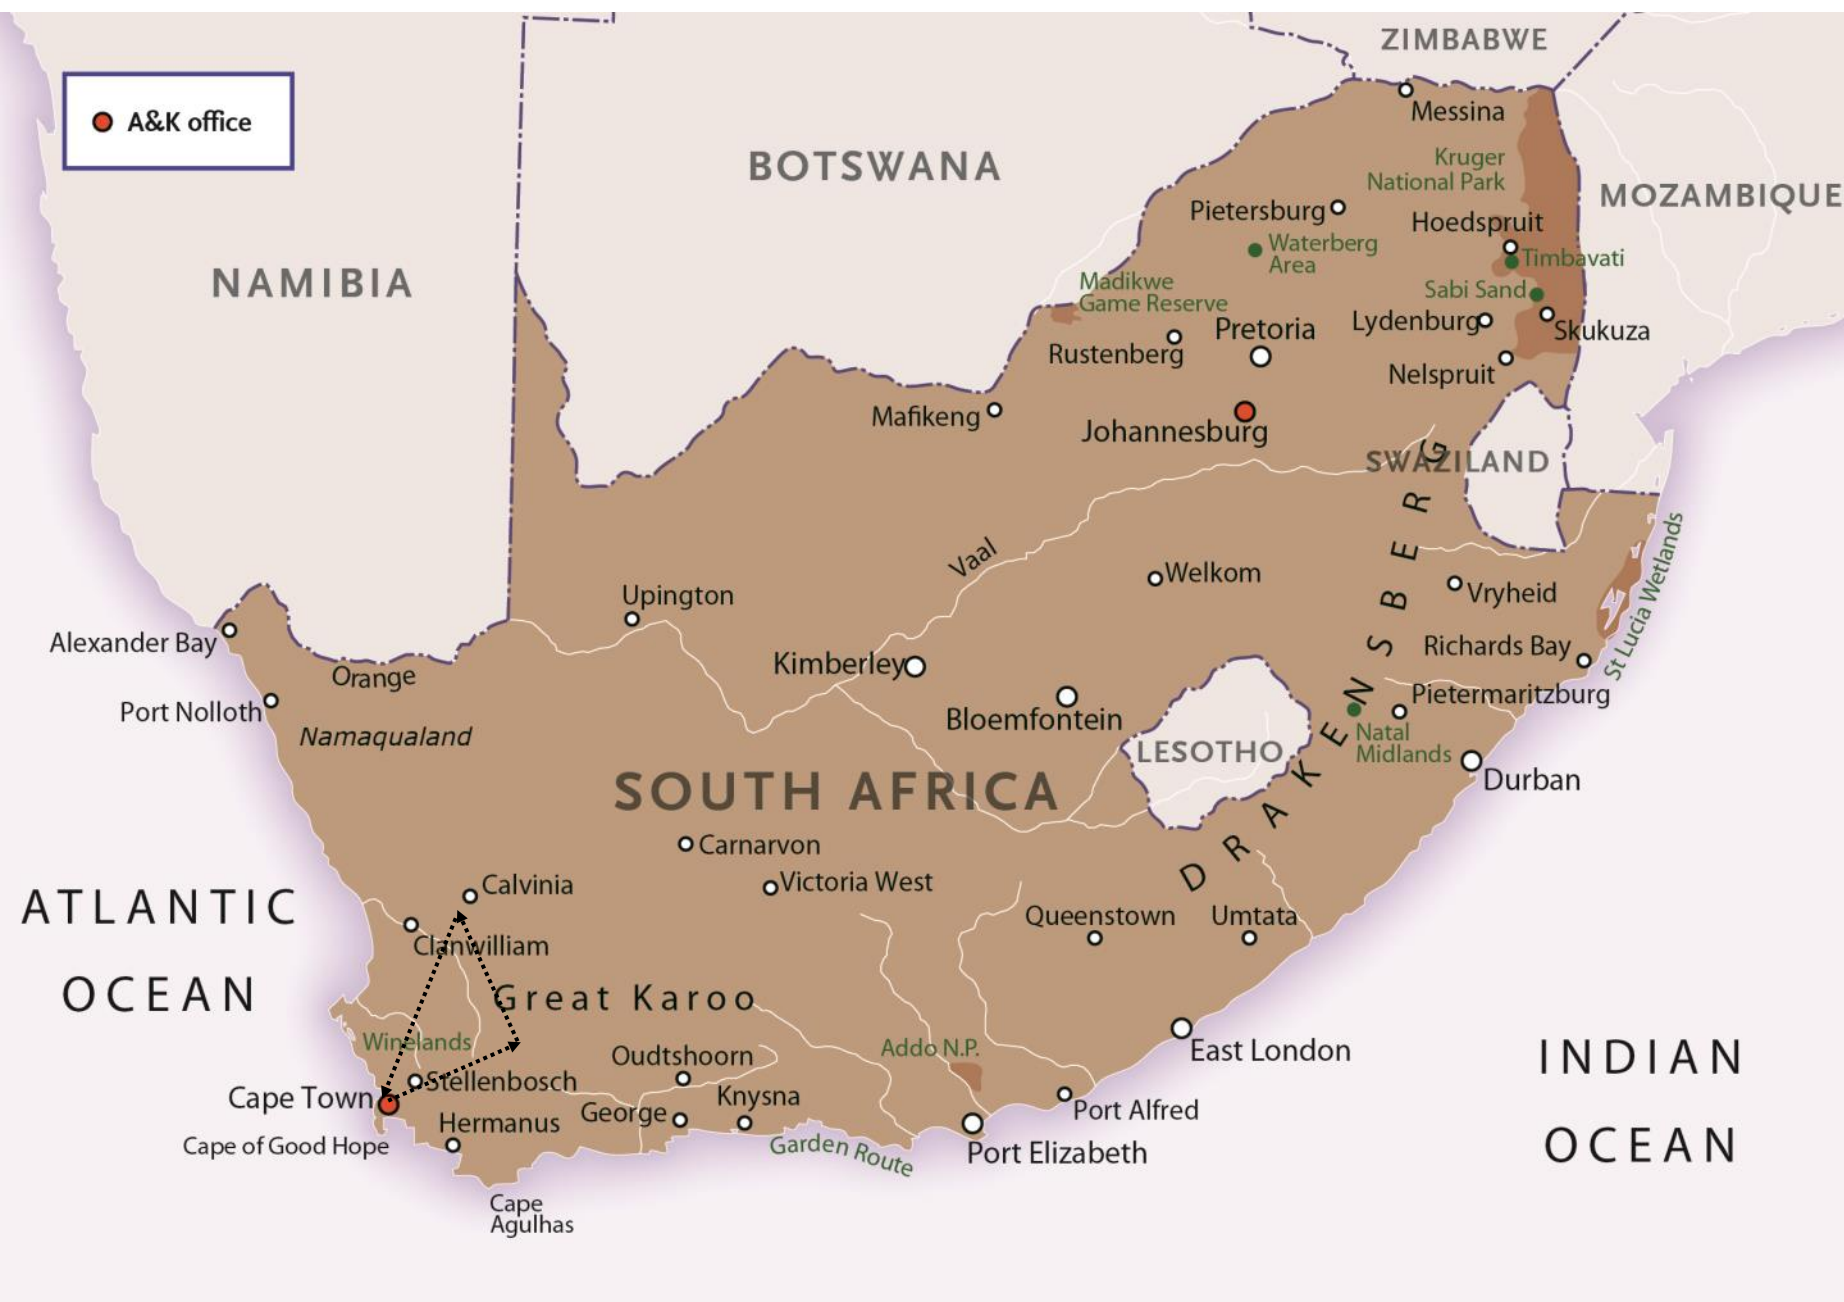 ZIMBABWE
A&K office
Messina
BOTSWANA
Kruger
National Park
MOZAMBIQUE
Pietersburg
Hoedspruit
Waterberg
Area
Timbavati
NAMIBIA
Madikwe
Game Reserve
Sabi Sand
Pretoria
Lydenburg
Skukuza
Rustenberg
Nelspruit
Mafikeng
Johannesburg
SWAZILAND
DRAKENSBERG
Vaal
Welkom
Vryheid
St Lucia Wetlands
Upington
Alexander Bay
Richards Bay
Kimberley
Orange
Pietermaritzburg
Port Nolloth
Namaqualand
Bloemfontein
Natal
Midlands
LESOTHO
Durban
SOUTH AFRICA
Carnarvon
Calvinia
Victoria West
ATLANTIC
OCEAN
Queenstown
Umtata
Clanwilliam
Great Karoo
Winelands
Oudtshoorn
Addo N.P.
East London
INDIAN
OCEAN
Stellenbosch
Cape Town
Knysna
George
Port Alfred
Hermanus
Cape of Good Hope
Garden Route
Port Elizabeth
Cape
Agulhas